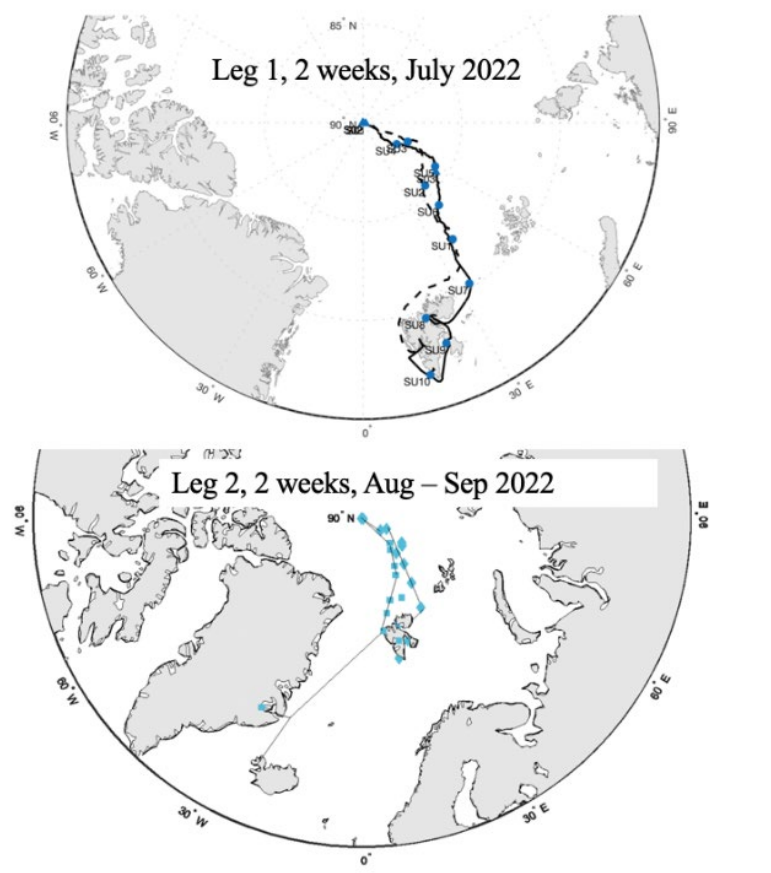 85° N
Leg 1, 2 weeks, July 2022
90° W
90° N
90° E
SU3
SU5
SU2
SU6
SU1
60° W
60° E
SU7
SU8
SU9
SU10
30° W
30° E
0°
Leg 2, 2 weeks, Aug – Sep 2022
90° W
90° N
90° E
60° W
60° E
30° W
30° E
0°